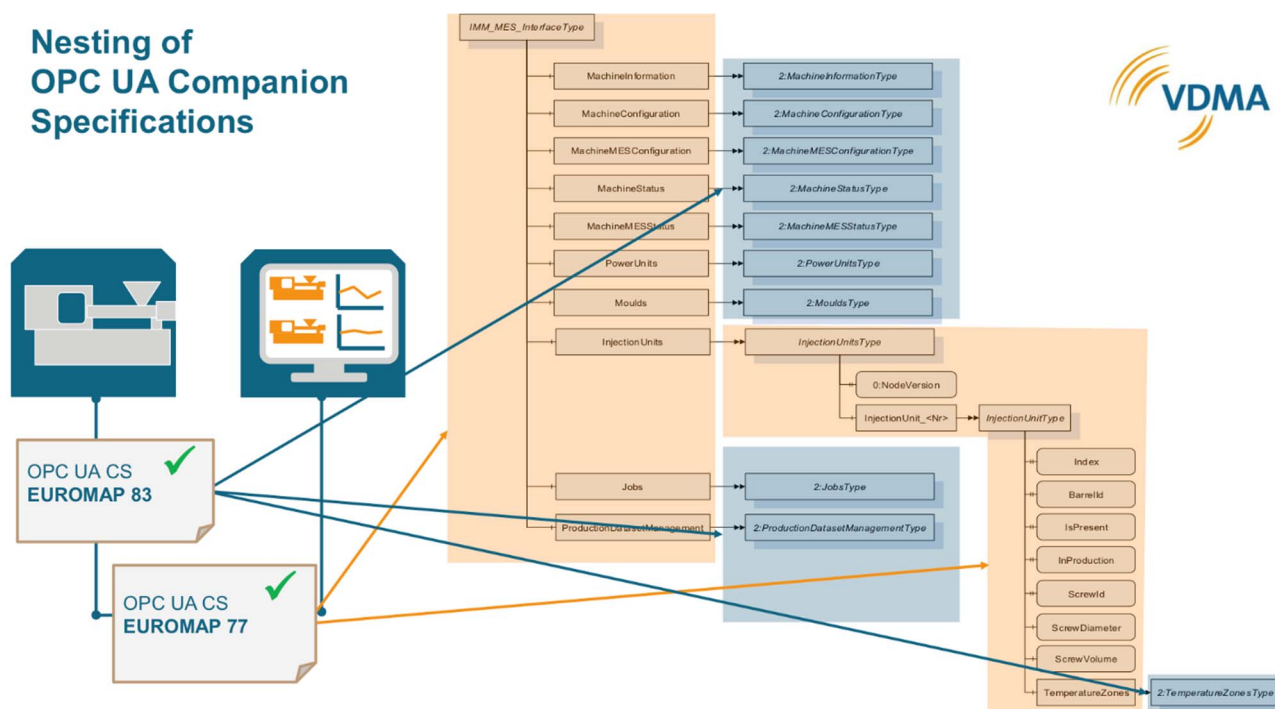 Nesting of
OPC UA Companion
Specifications
VDMA
IMM_MES_InterfaceType
MachineInformation
2:MachineInformationType
MachineConfiguration
2:MachineConfigurationType
MachineMESConfiguration
2:MachineMESConfigurationType
MachineStatus
2:MachineStatusType
MachineMESStatus
2:MachineMESStatusType
PowerUnits
2:PowerUnitsType
Moulds
2:MouldsType
InjectionUnits
InjectionUnitsType
0:NodeVersion
InjectionUnit_<Nr>
InjectionUnitType
Index
BarrelId
IsPresent
InProduction
ScrewId
ScrewDiameter
ScrewVolume
TemperatureZones
2:TemperatureZonesType
Jobs
2:JobsType
ProductionDatasetManagement
2:ProductionDatasetManagementType
OPC UA CS
EUROMAP 83
OPC UA CS
EUROMAP 77